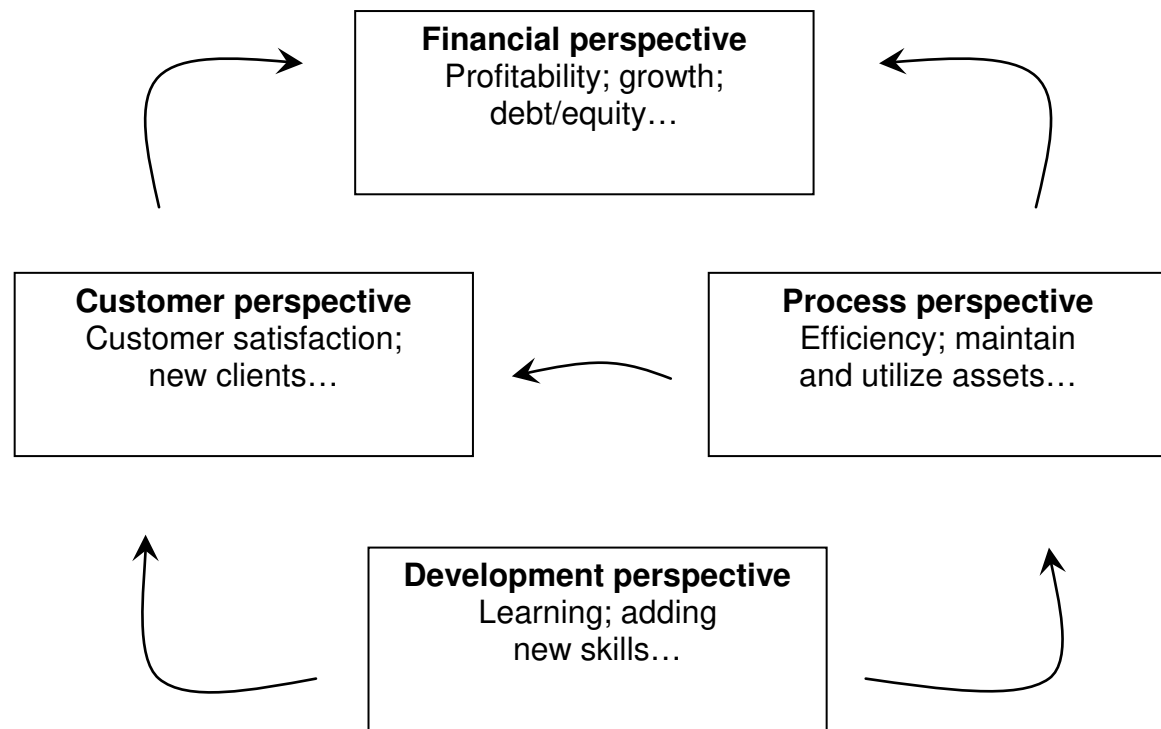 Financial perspective
Profitability; growth;
debt/equity…
Customer perspective
Customer satisfaction;
new clients…
Process perspective
Efficiency; maintain
and utilize assets…
Development perspective
Learning; adding
new skills…